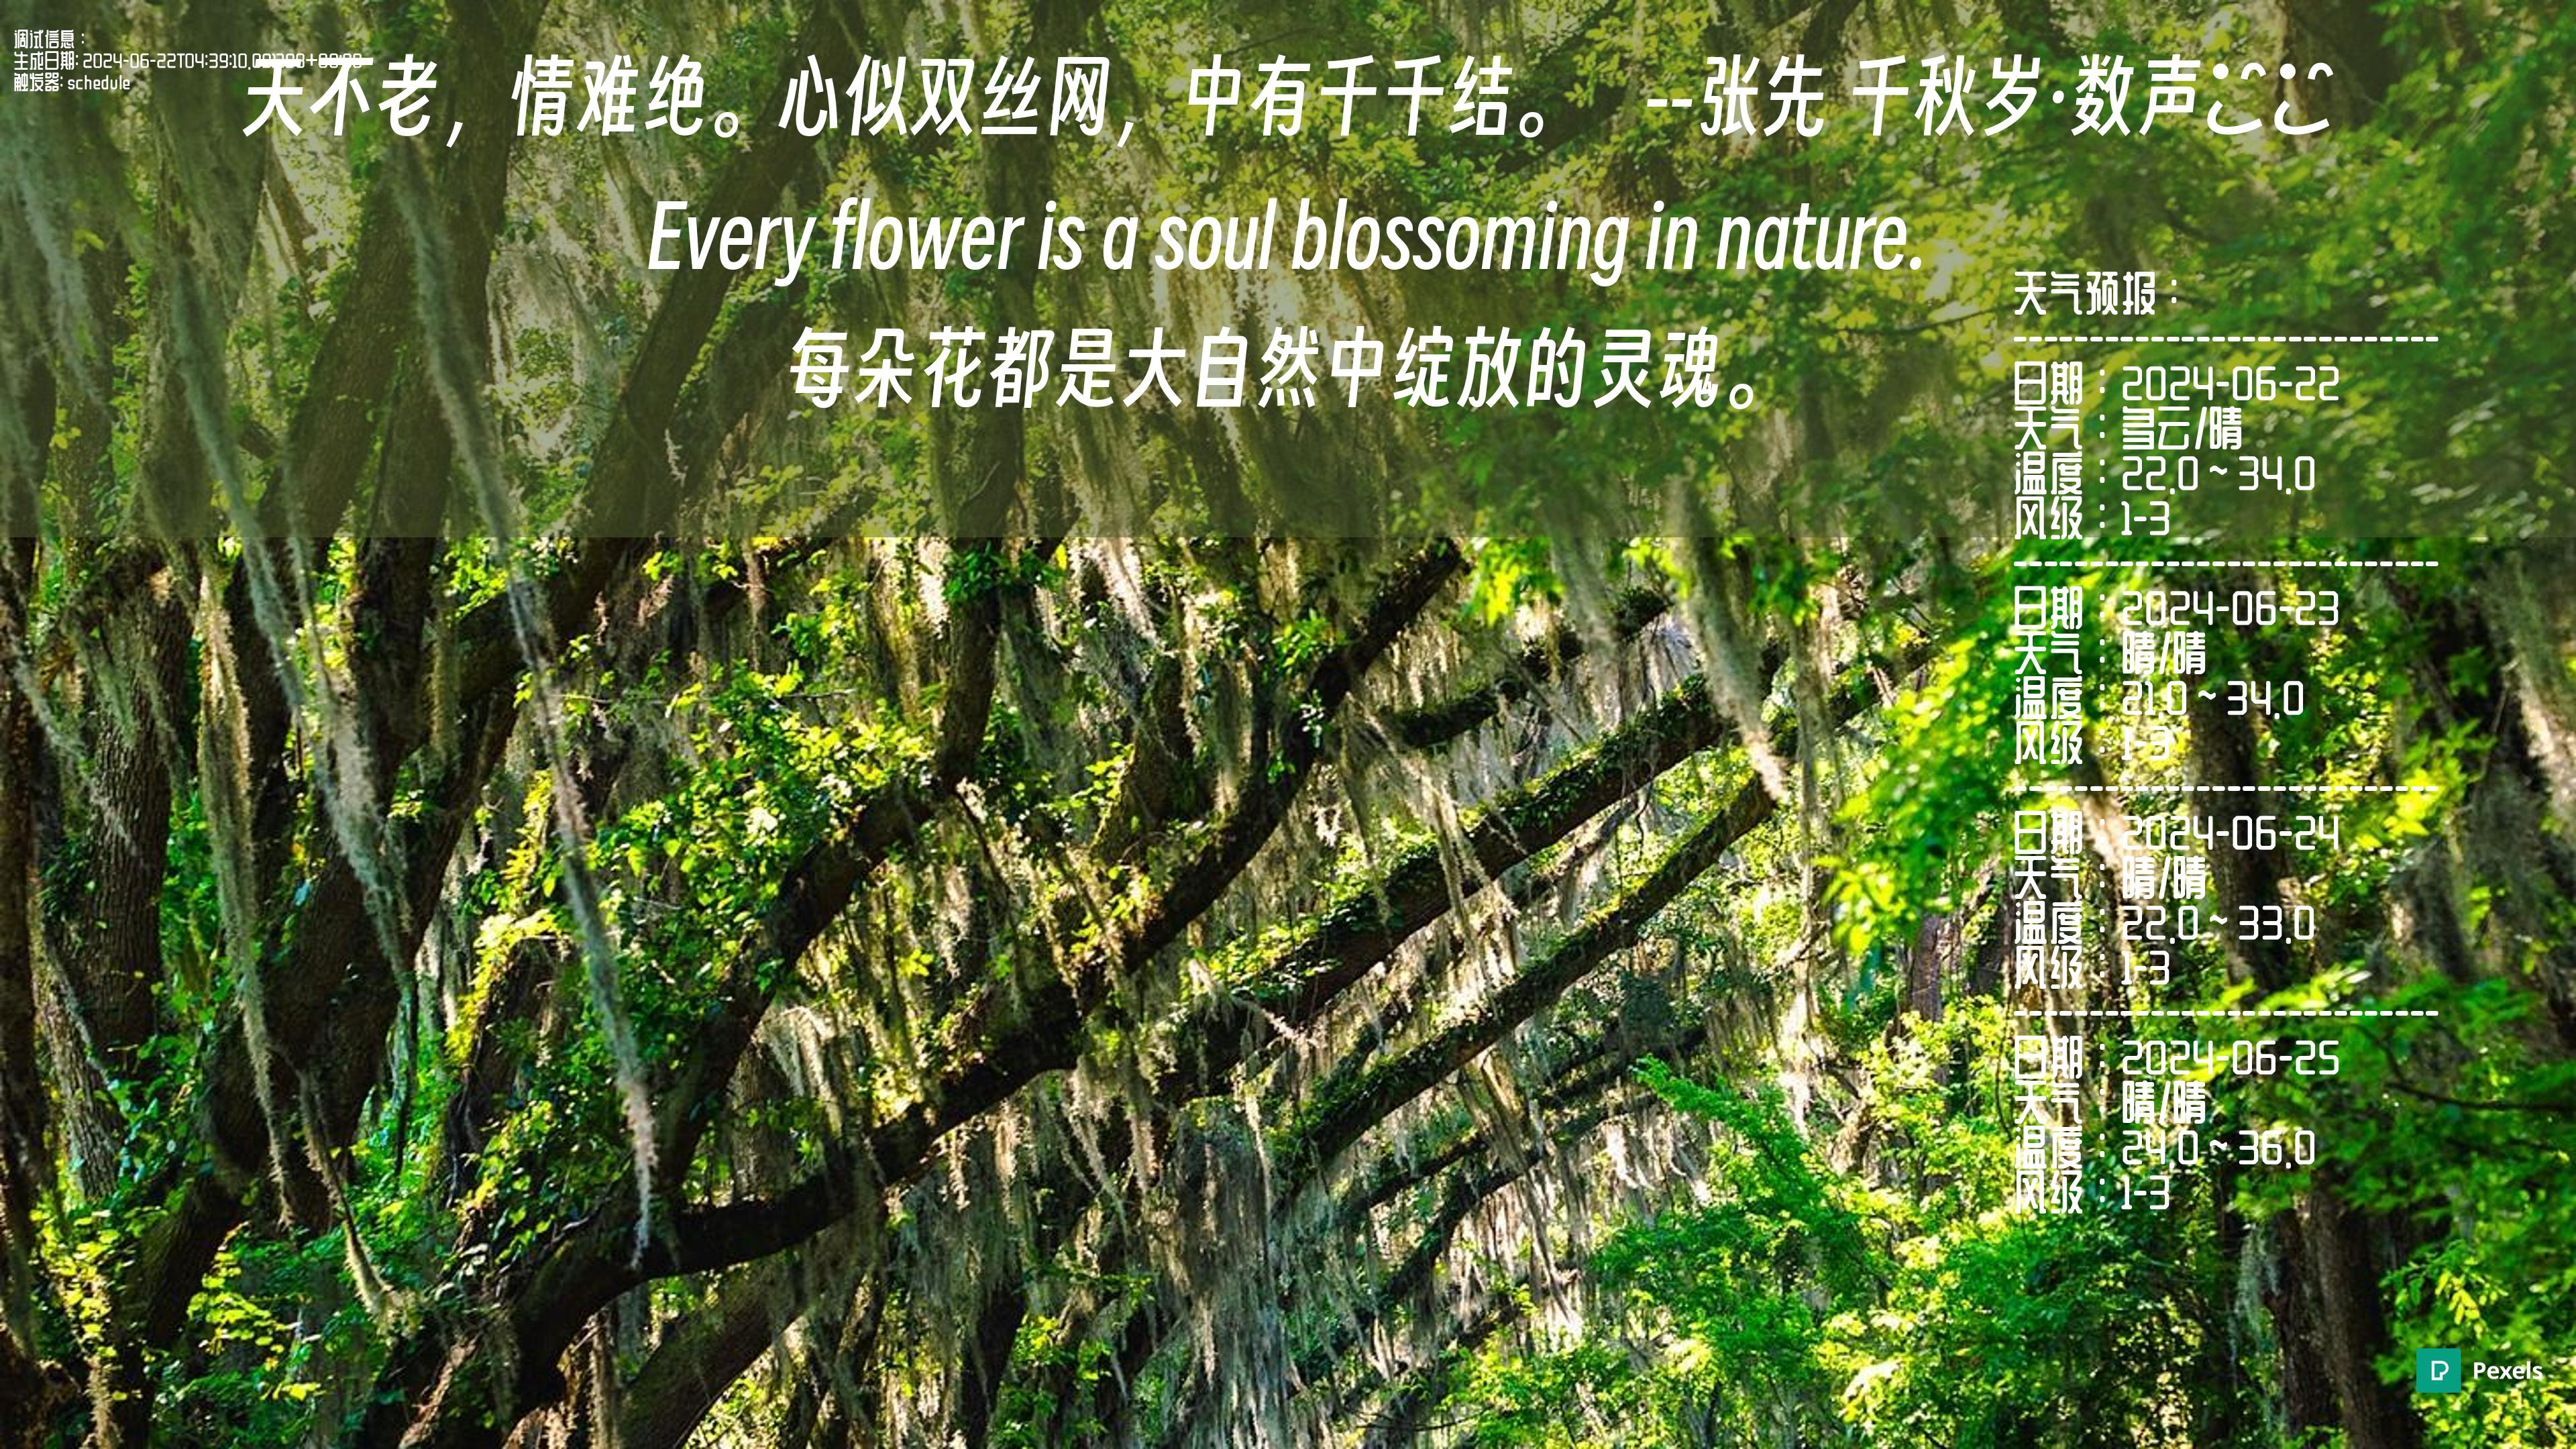 调试信息：
生成日期: 2024-06-22T04:39:10
触发器: schedule
天不老，情难绝。心似双丝网，中有千千结。 --张先 千秋岁·数声
Every flower is a soul blossoming in nature.
每朵花都是大自然中绽放的灵魂。
天气预报：
------------------------------
日期：2024-06-22
天气：多云/晴
温度：22.0 ~ 34.0
风级：1-3
------------------------------
日期：2024-06-23
天气：晴/晴
温度：21.0 ~ 34.0
风级：1-3
------------------------------
日期：2024-06-24
天气：晴/晴
温度：22.0 ~ 33.0
风级：1-3
------------------------------
日期：2024-06-25
天气：晴/晴
温度：24.0 ~ 36.0
风级：1-3
Pexels